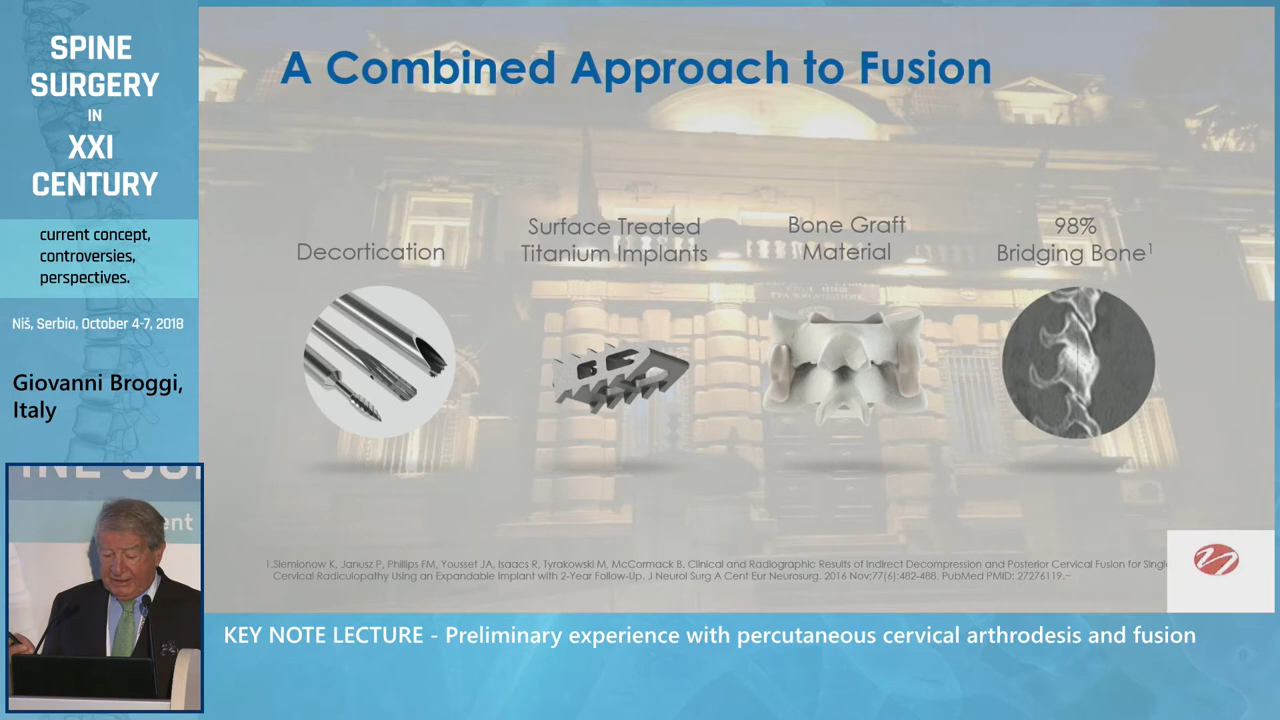 SPINE
SURGERY
IN
XXI
CENTURY
current concept,
controversies,
perspectives.
Niš, Serbia, October 4-7, 2018
Giovanni Broggi,
Italy
A Combined Approach to Fusion
Decortication
Surface Treated
Titanium Implants
Bone Graft
Material
98%
Bridging Bone1
1.Siemionow K, Janusz P, Phillips FM, Youssef JA, Isaacs R, Tyrakowski M, McCormack B. Clinical and Radiographic Results of Indirect Decompression and Posterior Cervical Fusion for Single
Cervical Radiculopathy Using an Expandable Implant with 2-Year Follow-Up. J Neurol Surg A Cent Eur Neurosurg. 2016 Nov;77(6):482-488. PubMed PMID: 27276119.~
KEY NOTE LECTURE - Preliminary experience with percutaneous cervical arthrodesis and fusion